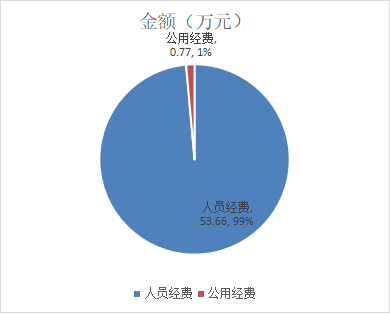 金额（万元）
公用经费,
0.77, 1%
人员经费,
53.66, 99%
人员经费 公用经费